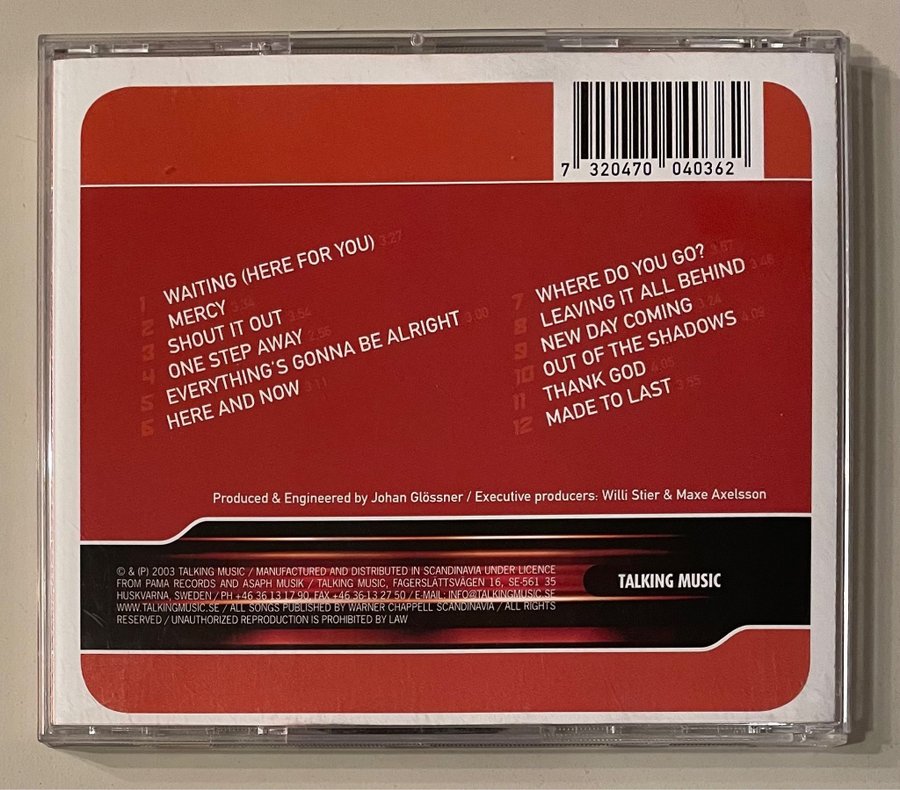 7 320470 040362
1 WAITING (HERE FOR YOU) 3:27
2 MERCY 3:34
3 SHOUT IT OUT 3:54
4 ONE STEP AWAY 2:56
5 EVERYTHING'S GONNA BE ALRIGHT 3:00
6 HERE AND NOW 3:11
7 WHERE DO YOU GO?
8 LEAVING IT ALL BEHIND 3:48
9 NEW DAY COMING 3:24
10 OUT OF THE SHADOWS 4:09
11 THANK GOD 4:05
12 MADE TO LAST 3:55
Produced & Engineered by Johan Glössner / Executive producers: Willi Stier & Maxe Axelsson
© & (P) 2003 TALKING MUSIC / MANUFACTURED AND DISTRIBUTED IN SCANDINAVIA UNDER LICENCE
FROM PAMA RECORDS AND ASAPH MUSIK / TALKING MUSIC, FAGERSLÄTTSVÄGEN 16, SE-561 35
HUSKVARNA, SWEDEN / PH +46 36 13 17 90, FAX +46 36-13 27 50 / E-MAIL: INFO@TALKINGMUSIC.SE
WWW.TALKINGMUSIC.SE / ALL SONGS PUBLISHED BY WARNER CHAPPELL SCANDINAVIA / ALL RIGHTS
RESERVED / UNAUTHORIZED REPRODUCTION IS PROHIBITED BY LAW
TALKING MUSIC